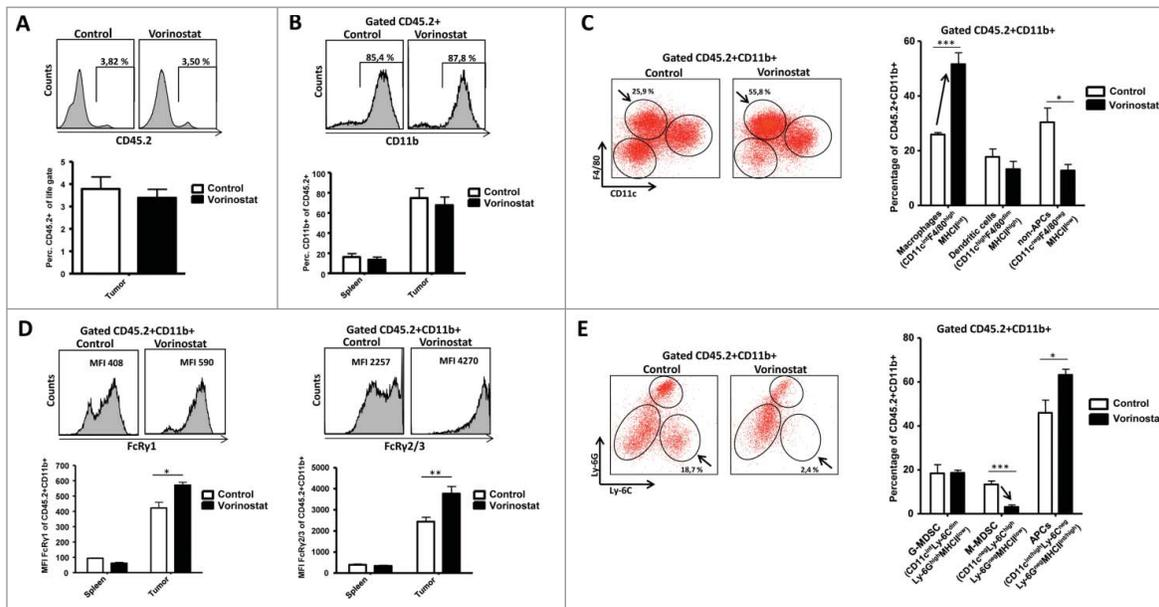 A
Control
Vorinostat
3,82 %
3,50 %
Counts
CD45.2
Perc. CD45.2+ of life gate
5
4
3
2
1
0
Tumor
Control
Vorinostat
B
Gated CD45.2+
Control
Vorinostat
85,4 %
87,8 %
Counts
CD11b
Perc. CD11b+ of CD45.2+
100
80
60
40
20
0
Spleen
Tumor
Control
Vorinostat
C
Gated CD45.2+CD11b+
Control
Vorinostat
25,9 %
55,8 %
F4/80
CD11c
Gated CD45.2+CD11b+
Percentage of CD45.2+CD11b+
60
40
20
0
***
*
Control
Vorinostat
Macrophages
(CD11cintF4/80high
MHCIIint)
Dendritic cells
(CD11chighF4/80dim
MHCIIhigh)
non-APCs
(CD11cnegF4/80neg
MHCIIlow)
D
Gated CD45.2+CD11b+
Control
Vorinostat
MFI 408
MFI 590
Counts
FcRy1
MFI FcRy1 of CD45.2+CD11b+
700
600
500
400
300
200
100
0
*
Spleen
Tumor
Control
Vorinostat
Gated CD45.2+CD11b+
Control
Vorinostat
MFI 2257
MFI 4270
Counts
FcRy2/3
MFI FcRy2/3 of CD45.2+CD11b+
5000
4000
3000
2000
1000
0
**
Spleen
Tumor
Control
Vorinostat
E
Gated CD45.2+CD11b+
Control
Vorinostat
18,7 %
2,4 %
Ly-6G
Ly-6C
Gated CD45.2+CD11b+
Percentage of CD45.2+CD11b+
80
60
40
20
0
***
*
Control
Vorinostat
G-MDSC
(CD11cintLy-6Cdim
Ly-6GhighMHCIIlow)
M-MDSC
(CD11cnegLy-6Chigh
Ly-6GnegMHCIIlow)
APCs
(CD11cint/highLy-6Cneg
Ly-6GnegMHCIIint/high)